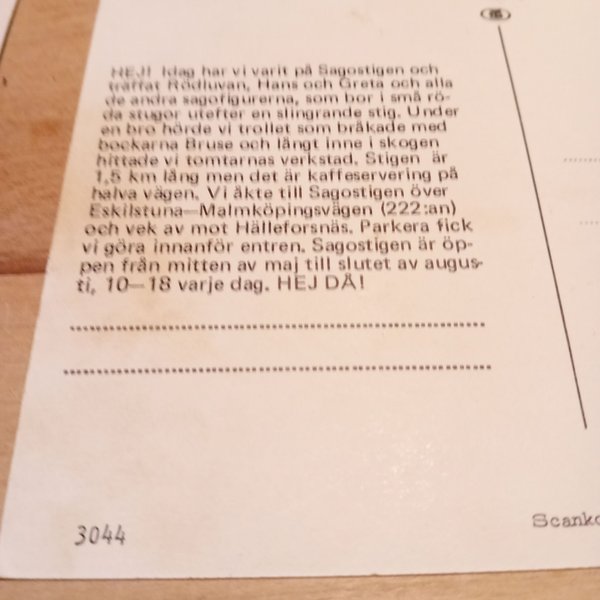 HEJ! Idag har vi varit på Sagostigen och
träffat Rödluvan, Hans och Greta och alla
de andra sagofigurerna, som bor i små rö-
da stugor utefter en slingrande stig. Under
en bro hörde vi trollet som bråkade med
bockarna Bruse och långt inne i skogen
hittade vi tomtarnas verkstad. Stigen är
1,5 km lång men det är kaffeservering på
halva vägen. Vi åkte till Sagostigen över
Eskilstuna—Malmköpingsvägen (222:an)
och vek av mot Hälleforsnäs. Parkera fick
vi göra innanför entren. Sagostigen är öp-
pen från mitten av maj till slutet av augus-
ti, 10—18 varje dag. HEJ DÅ!
3044
Scanko